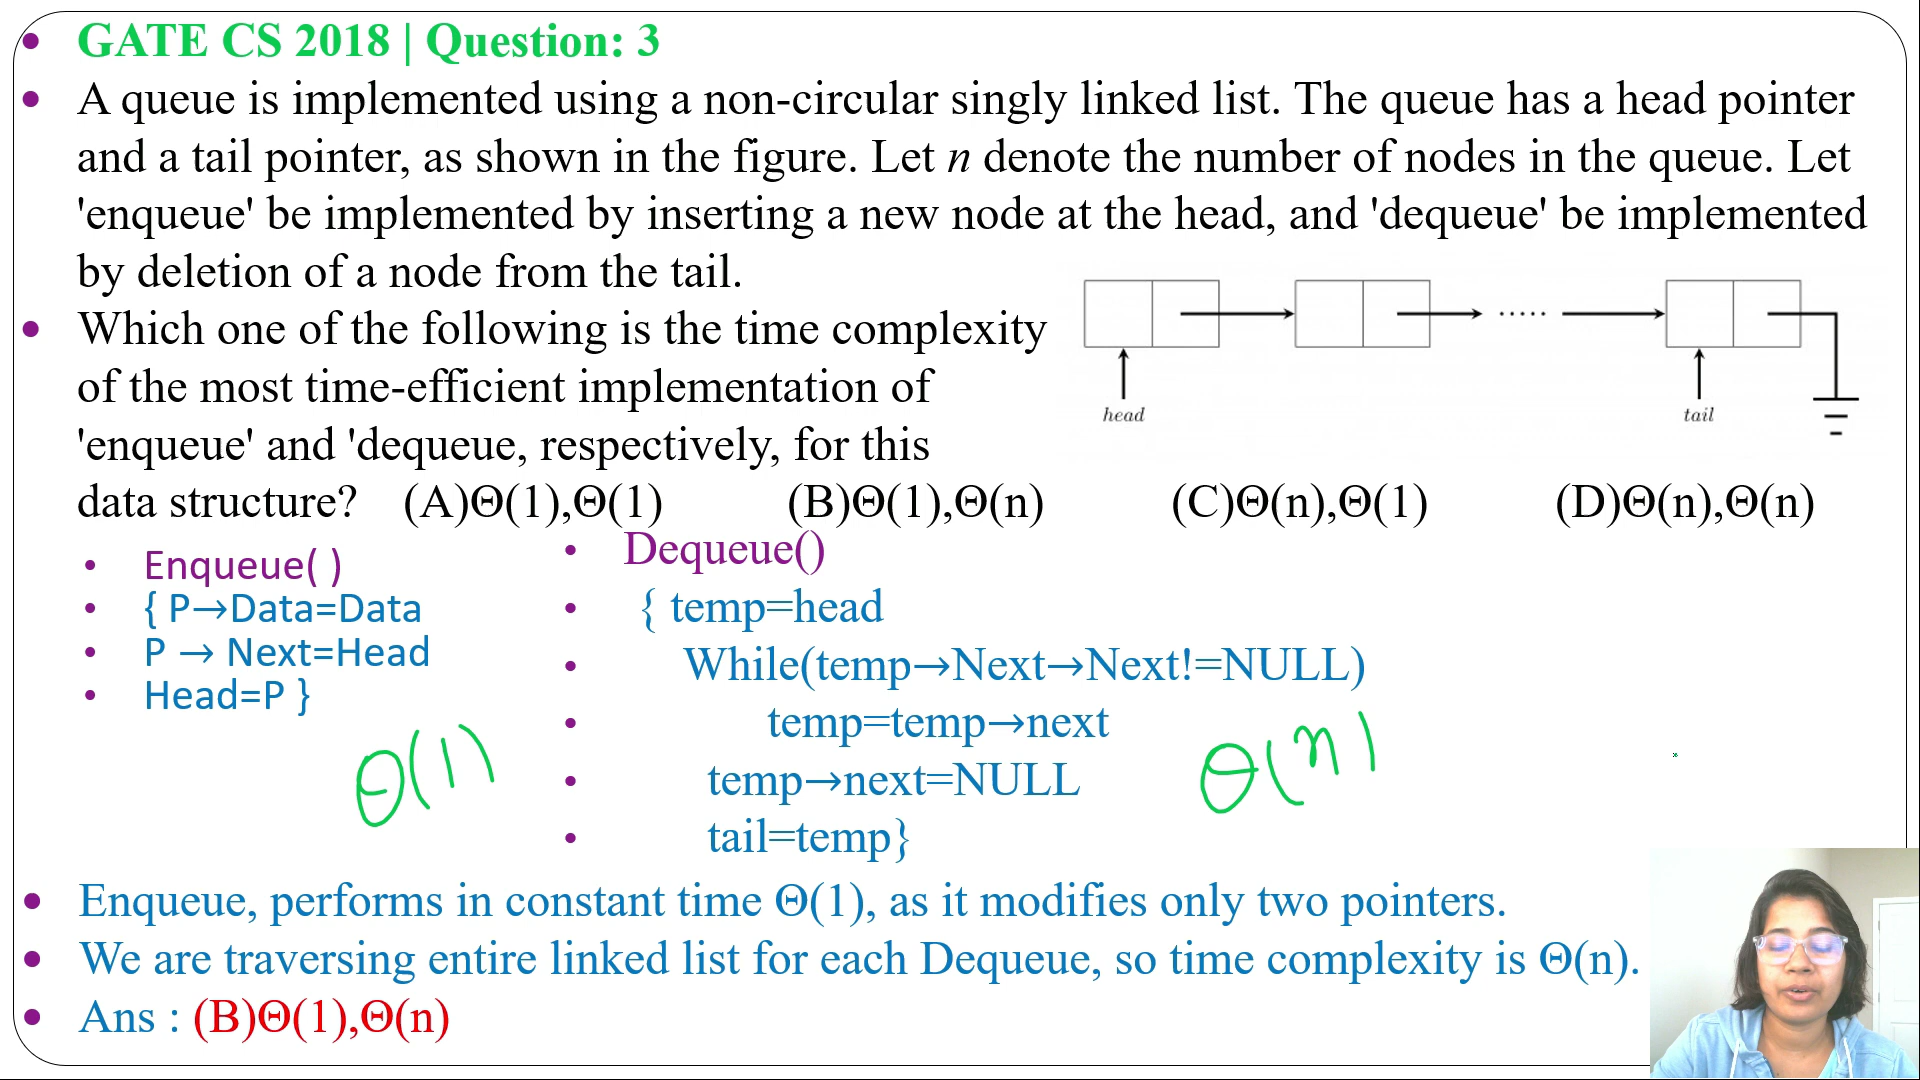 GATE CS 2018 | Question: 3
A queue is implemented using a non-circular singly linked list. The queue has a head pointer
and a tail pointer, as shown in the figure. Let n denote the number of nodes in the queue. Let
'enqueue' be implemented by inserting a new node at the head, and 'dequeue' be implemented
by deletion of a node from the tail.
Which one of the following is the time complexity
of the most time-efficient implementation of
'enqueue' and 'dequeue, respectively, for this
data structure? (A)Θ(1),Θ(1) (B)Θ(1),Θ(n) (C)Θ(n),Θ(1) (D)Θ(n),Θ(n)
head
tail
Enqueue( )
{ P→Data=Data
P → Next=Head
Head=P }
Θ(1)
Dequeue()
{ temp=head
While(temp→Next→Next!=NULL)
temp=temp→next
temp→next=NULL
tail=temp}
Θ(n)
Enqueue, performs in constant time Θ(1), as it modifies only two pointers.
We are traversing entire linked list for each Dequeue, so time complexity is Θ(n).
Ans : (B)Θ(1),Θ(n)